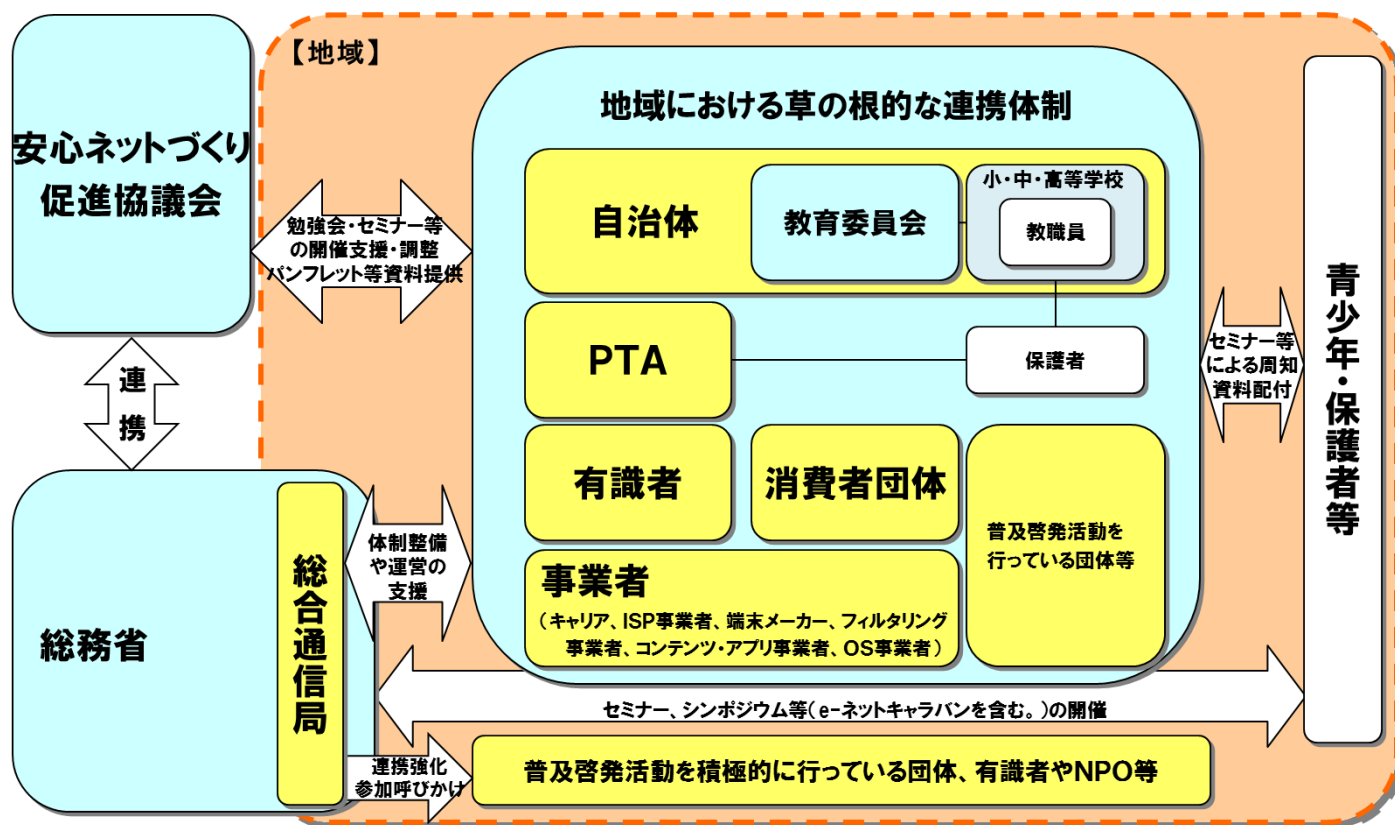 【地域】
安心ネットづくり
促進協議会
勉強会・セミナー等
の開催支援・調整
パンフレット等資料提供
連
携
総務省
総合通信局
体制整備
や運営の
支援
連携強化
参加呼びかけ
地域における草の根的な連携体制
自治体
教育委員会
小・中・高等学校
教職員
PTA
保護者
有識者
消費者団体
普及啓発活動を
行っている団体等
事業者
（キャリア、ISP事業者、端末メーカー、フィルタリング
事業者、コンテンツ・アプリ事業者、OS事業者）
セミナー等
による周知
資料配付
青少年・保護者等
セミナー、シンポジウム等（e-ネットキャラバンを含む。）の開催
普及啓発活動を積極的に行っている団体、有識者やNPO等